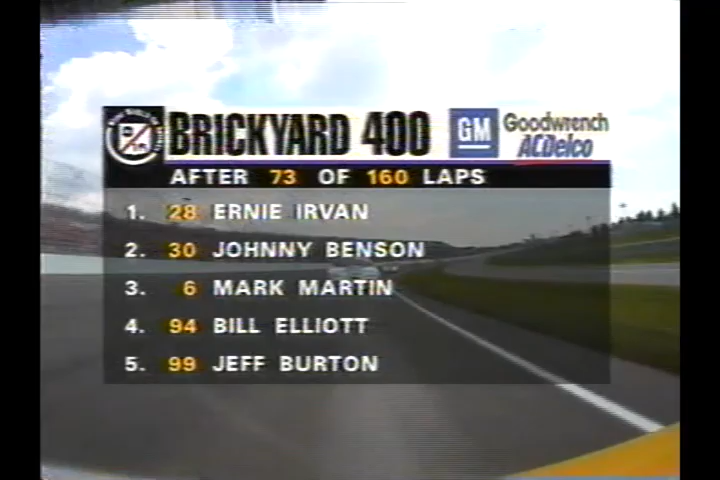 BRICKYARD 400
GM
Goodwrench
ACDelco
AFTER 73 OF 160 LAPS
1. 28 ERNIE IRVAN
2. 30 JOHNNY BENSON
3. 6 MARK MARTIN
4. 94 BILL ELLIOTT
5. 99 JEFF BURTON